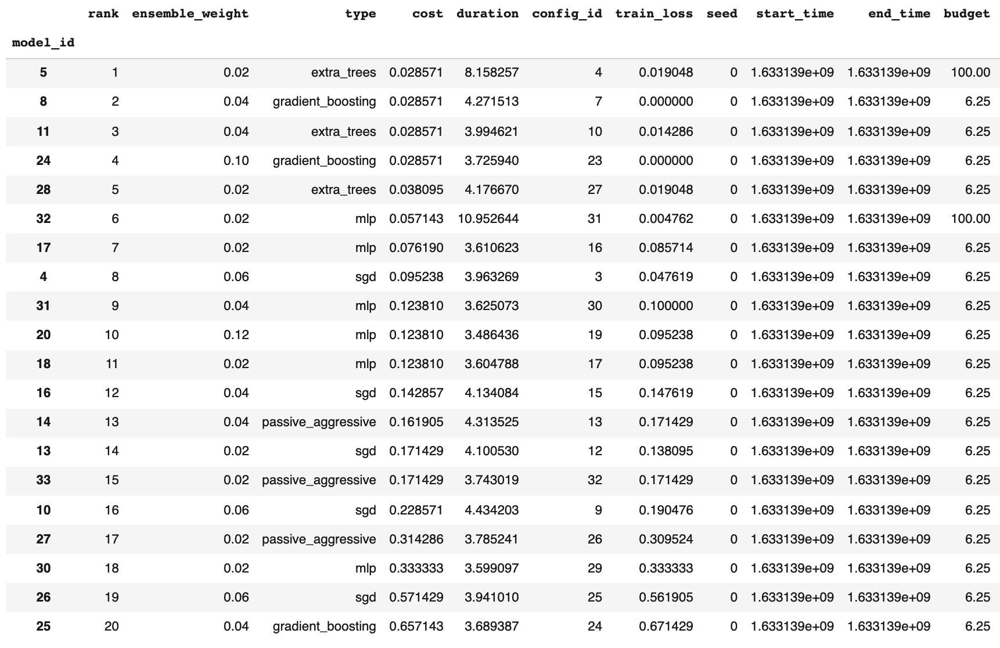 rank ensemble_weight type cost duration config_id train_loss seed start_time end_time budget
model_id
5 1 0.02 extra_trees 0.028571 8.158257 4 0.019048 0 1.633139e+09 1.633139e+09 100.00
8 2 0.04 gradient_boosting 0.028571 4.271513 7 0.000000 0 1.633139e+09 1.633139e+09 6.25
11 3 0.04 extra_trees 0.028571 3.994621 10 0.014286 0 1.633139e+09 1.633139e+09 6.25
24 4 0.10 gradient_boosting 0.028571 3.725940 23 0.000000 0 1.633139e+09 1.633139e+09 6.25
28 5 0.02 extra_trees 0.038095 4.176670 27 0.019048 0 1.633139e+09 1.633139e+09 6.25
32 6 0.02 mlp 0.057143 10.952644 31 0.004762 0 1.633139e+09 1.633139e+09 100.00
17 7 0.02 mlp 0.076190 3.610623 16 0.085714 0 1.633139e+09 1.633139e+09 6.25
4 8 0.06 sgd 0.095238 3.963269 3 0.047619 0 1.633139e+09 1.633139e+09 6.25
31 9 0.04 mlp 0.123810 3.625073 30 0.100000 0 1.633139e+09 1.633139e+09 6.25
20 10 0.12 mlp 0.123810 3.486436 19 0.095238 0 1.633139e+09 1.633139e+09 6.25
18 11 0.02 mlp 0.123810 3.604788 17 0.095238 0 1.633139e+09 1.633139e+09 6.25
16 12 0.04 sgd 0.142857 4.134084 15 0.147619 0 1.633139e+09 1.633139e+09 6.25
14 13 0.04 passive_aggressive 0.161905 4.313525 13 0.171429 0 1.633139e+09 1.633139e+09 6.25
13 14 0.02 sgd 0.171429 4.100530 12 0.138095 0 1.633139e+09 1.633139e+09 6.25
33 15 0.02 passive_aggressive 0.171429 3.743019 32 0.171429 0 1.633139e+09 1.633139e+09 6.25
10 16 0.06 sgd 0.228571 4.434203 9 0.190476 0 1.633139e+09 1.633139e+09 6.25
27 17 0.02 passive_aggressive 0.314286 3.785241 26 0.309524 0 1.633139e+09 1.633139e+09 6.25
30 18 0.02 mlp 0.333333 3.599097 29 0.333333 0 1.633139e+09 1.633139e+09 6.25
26 19 0.06 sgd 0.571429 3.941010 25 0.561905 0 1.633139e+09 1.633139e+09 6.25
25 20 0.04 gradient_boosting 0.657143 3.689387 24 0.671429 0 1.633139e+09 1.633139e+09 6.25